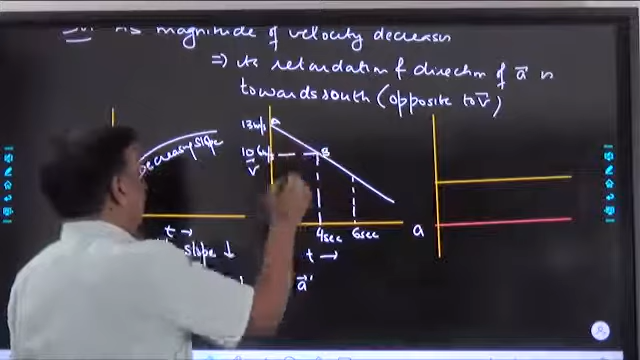 Sol As magnitude of velocity decreases
⇒ its retardation & direction of a⃗ is
towards south (opposite to v⃗)
Decreasing slope
t →
slope ↓
13m/s A
10m/s B
v⃗
4sec 6sec
t →
a⃗
a